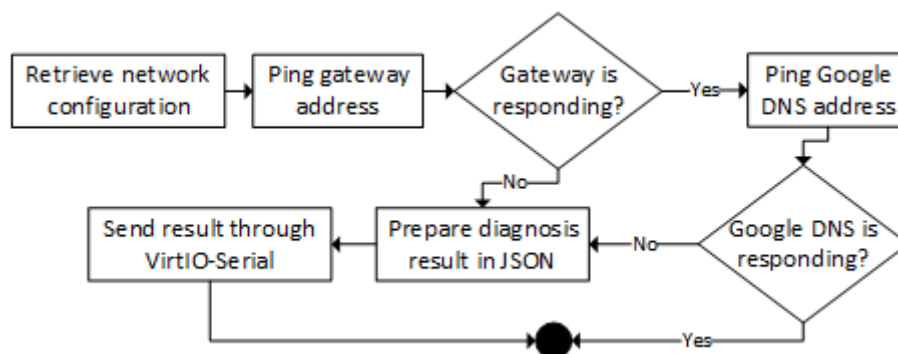 Retrieve network
configuration
Ping gateway
address
Gateway is
responding?
Yes
Ping Google
DNS address
No
Send result through
VirtIO-Serial
Prepare diagnosis
result in JSON
No
Google DNS is
responding?
Yes